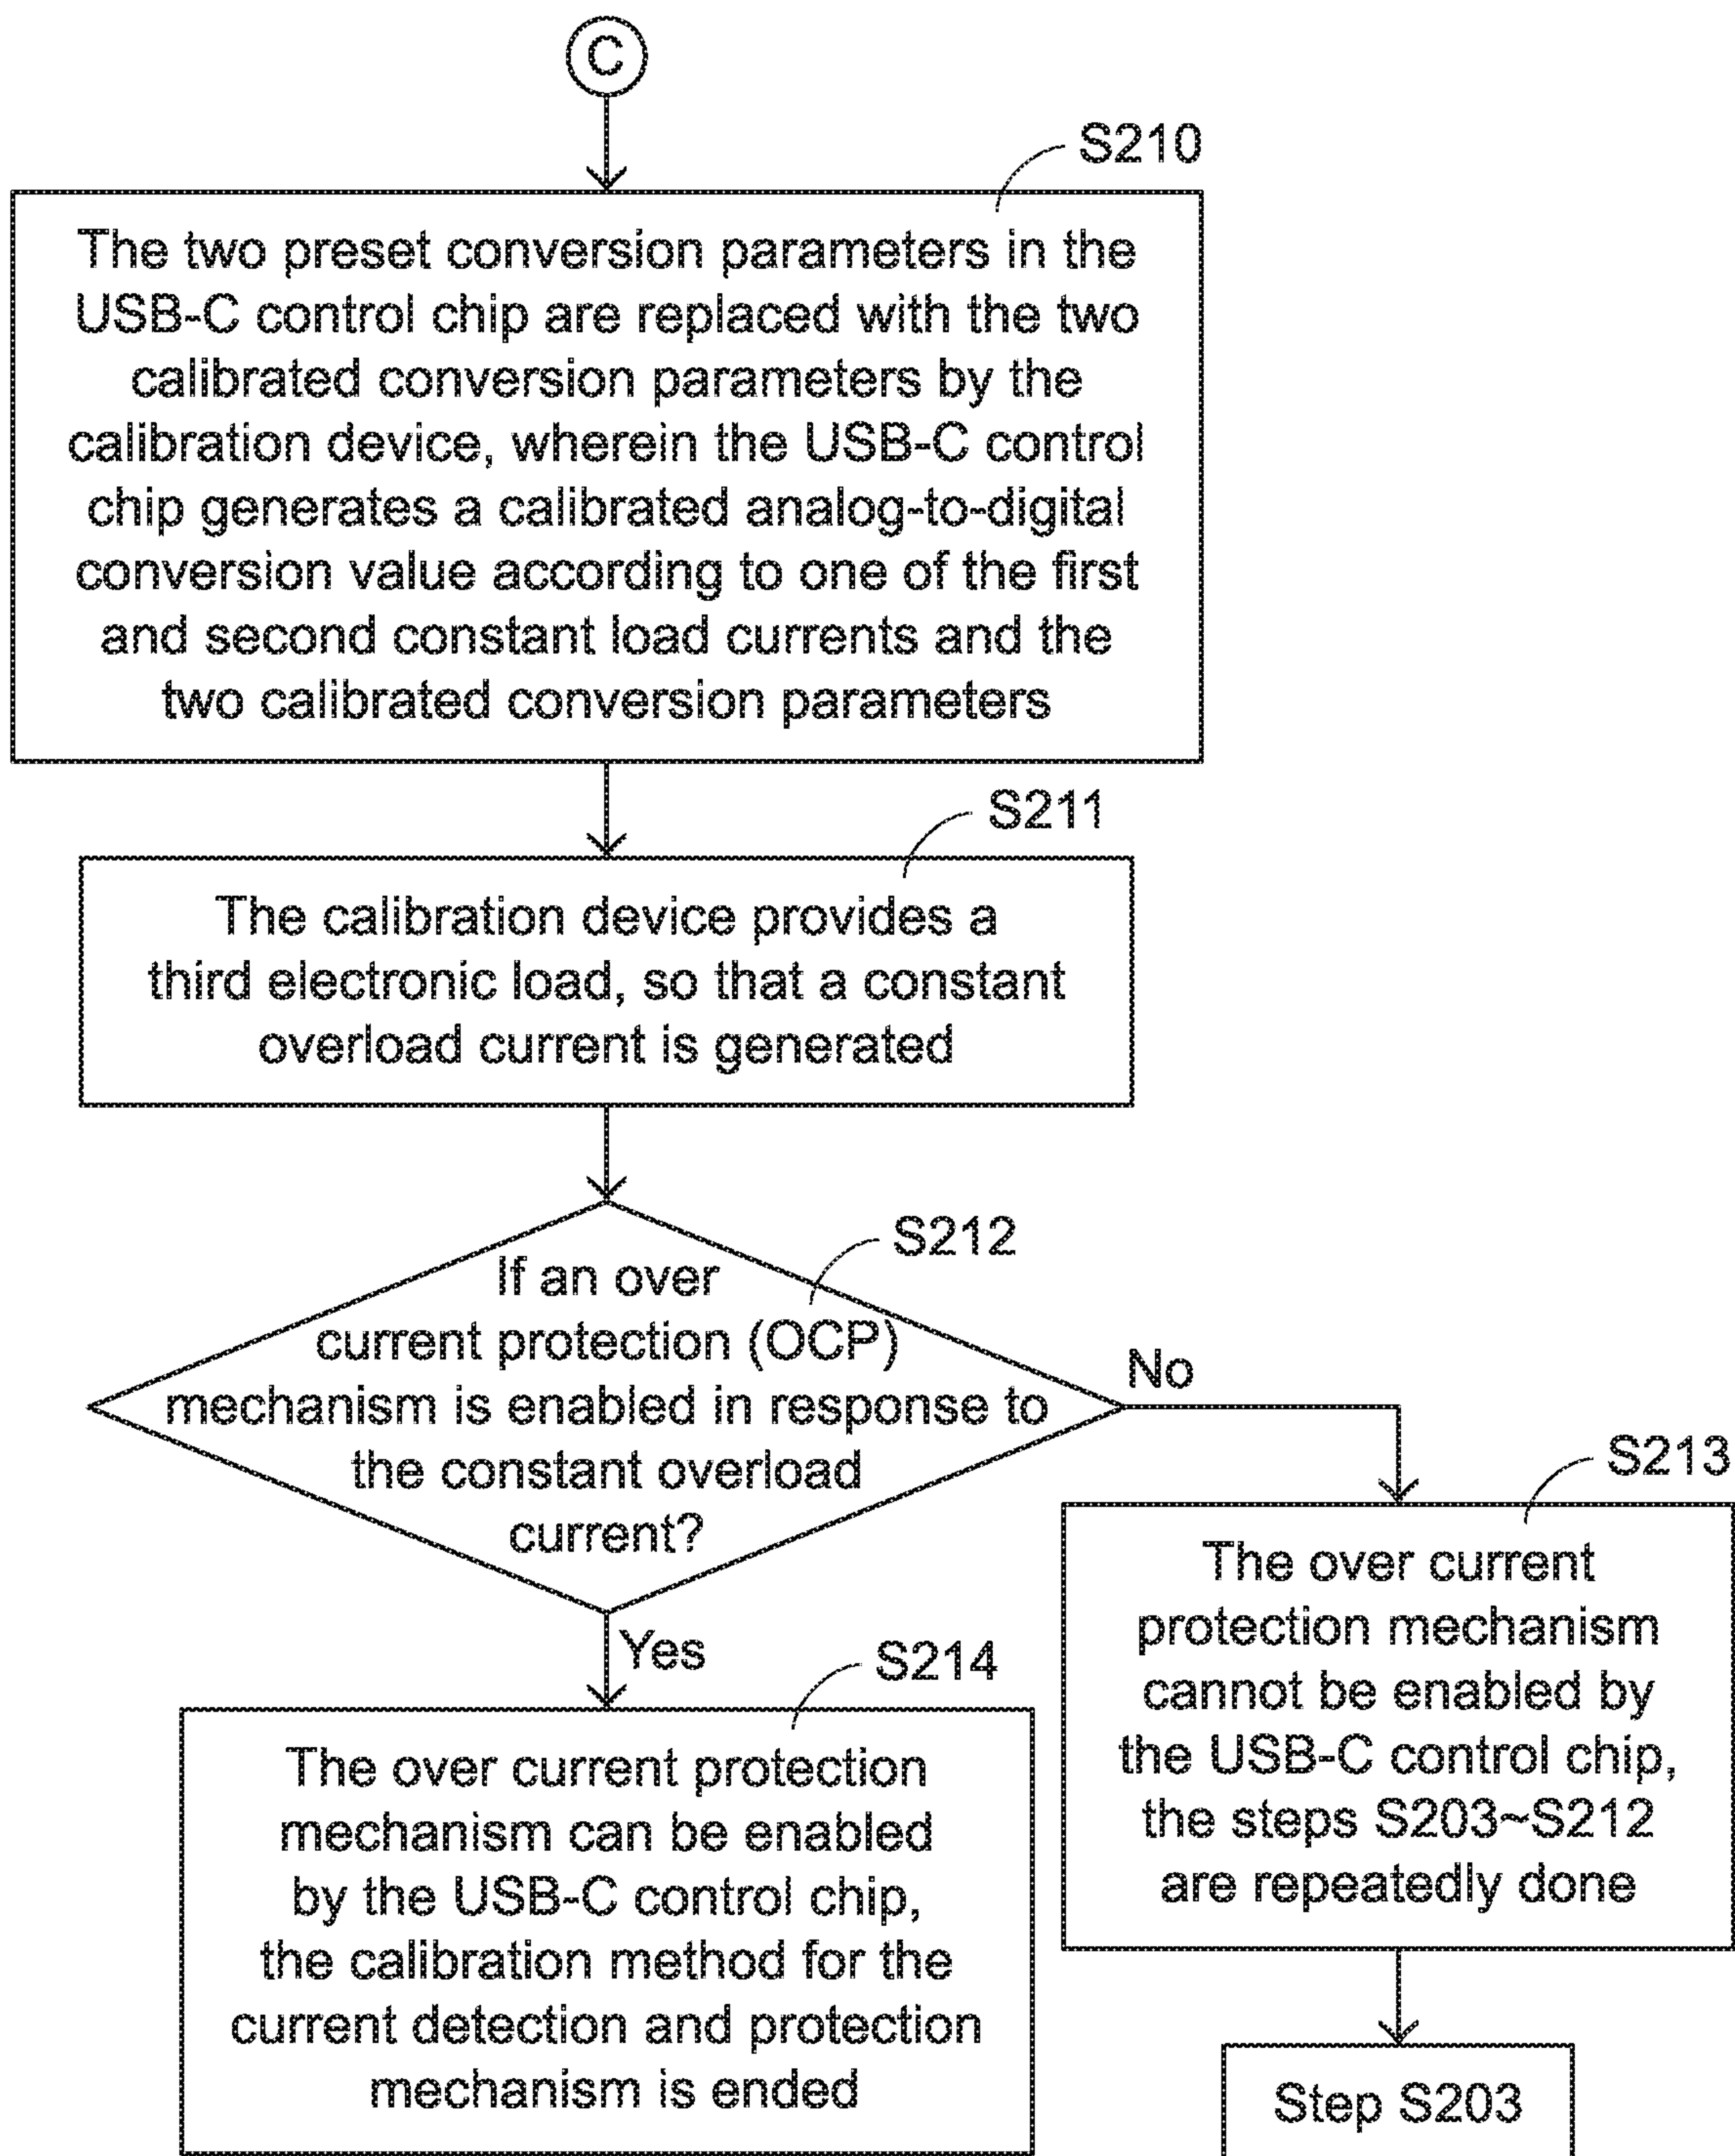 C
S210
The two preset conversion parameters in the
USB-C control chip are replaced with the two
calibrated conversion parameters by the
calibration device, wherein the USB-C control
chip generates a calibrated analog-to-digital
conversion value according to one of the first
and second constant load currents and the
two calibrated conversion parameters
S211
The calibration device provides a
third electronic load, so that a constant
overload current is generated
S212
If an over
current protection (OCP)
mechanism is enabled in response to
the constant overload
current?
No
S213
The over current
protection mechanism
cannot be enabled by
the USB-C control chip,
the steps S203~S212
are repeatedly done
Yes
S214
The over current protection
mechanism can be enabled
by the USB-C control chip,
the calibration method for the
current detection and protection
mechanism is ended
Step S203